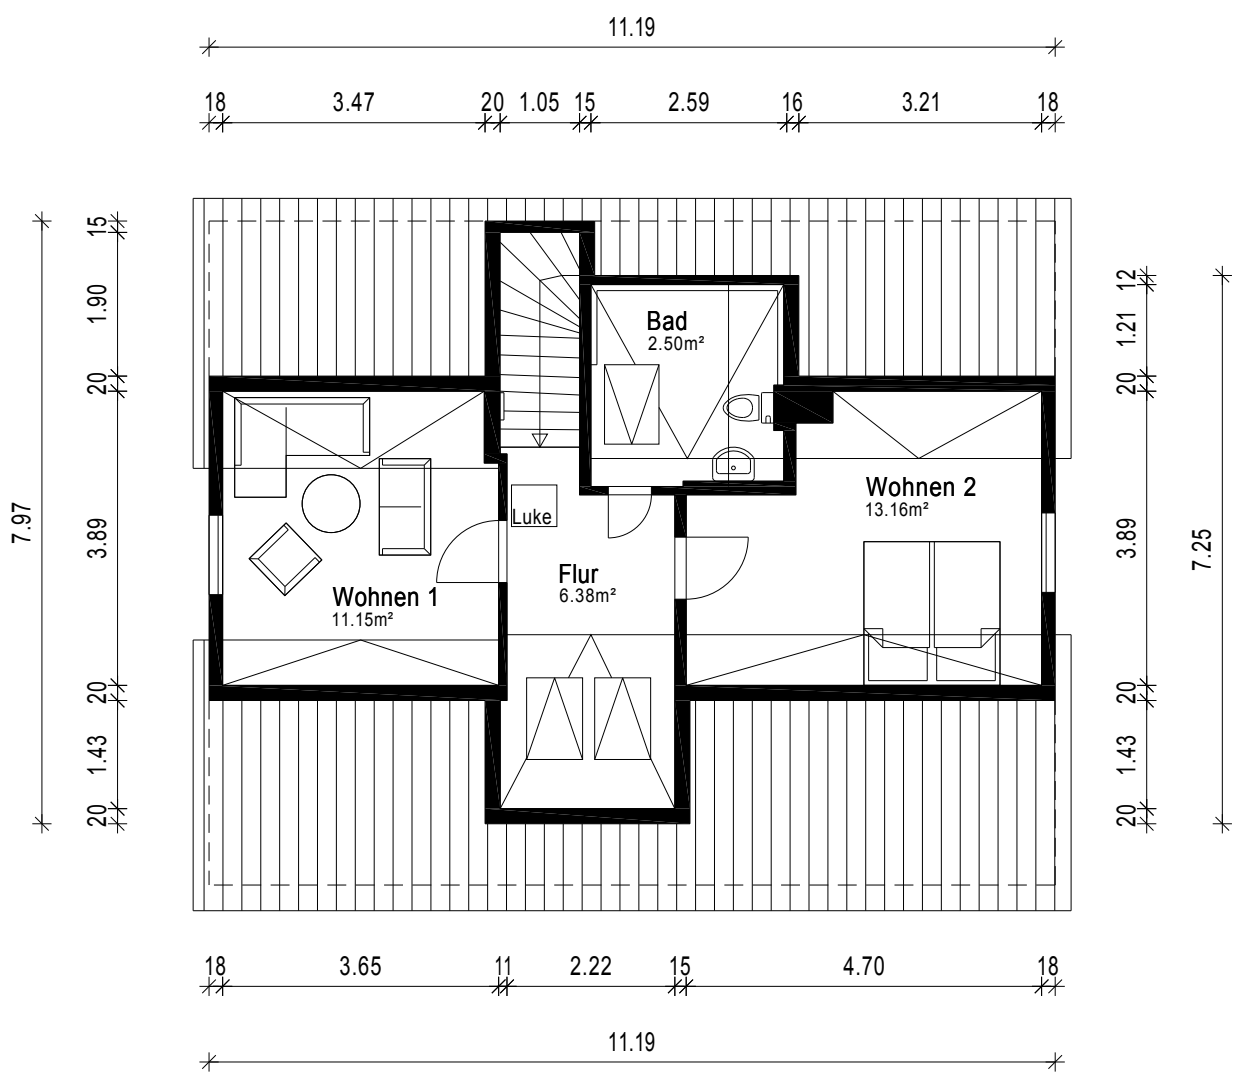 11.19
18 3.47 20 1.05 15 2.59 16 3.21 18
15
1.90
20
3.89
20
1.43
20
7.97
12
1.21
20
3.89
20
1.43
20
7.25
Bad
2.50m²
Wohnen 2
13.16m²
Luke
Flur
6.38m²
Wohnen 1
11.15m²
18 3.65 11 2.22 15 4.70 18
11.19